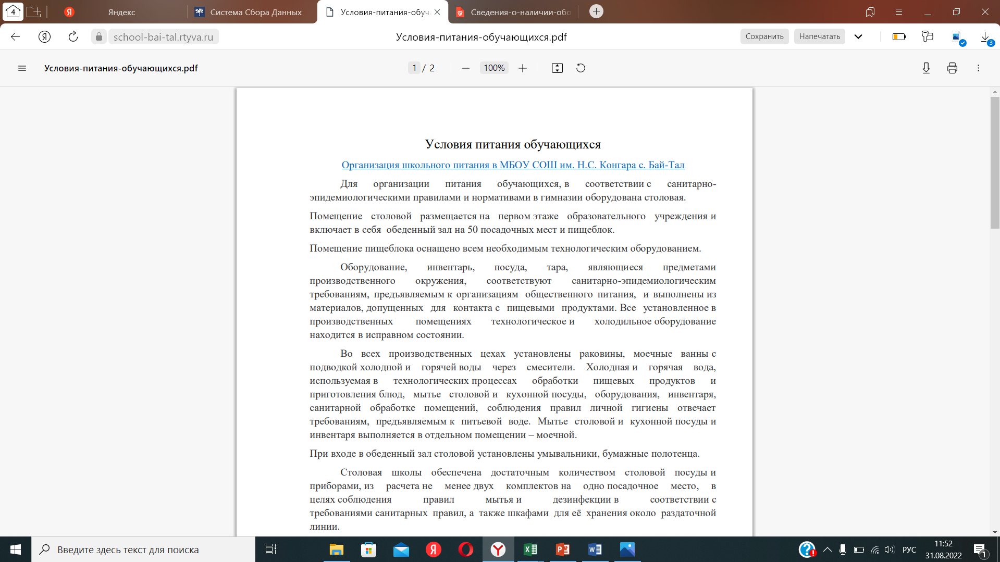 4
Яндекс
Система Сбора Данных
Условия-питания-обуч
Сведения-о-наличии-обо
school-bai-tal.rtyva.ru
Условия-питания-обучающихся.pdf
Сохранить
Напечатать
3
Условия-питания-обучающихся.pdf
1 / 2
100%
Условия питания обучающихся
Организация школьного питания в МБОУ СОШ им. Н.С. Конгара с. Бай-Тал
Для организации питания обучающихся, в соответствии с санитарно-
эпидемиологическими правилами и нормативами в гимназии оборудована столовая.
Помещение столовой размещается на первом этаже образовательного учреждения и
включает в себя обеденный зал на 50 посадочных мест и пищеблок.
Помещение пищеблока оснащено всем необходимым технологическим оборудованием.
Оборудование, инвентарь, посуда, тара, являющиеся предметами
производственного окружения, соответствуют санитарно-эпидемиологическим
требованиям, предъявляемым к организациям общественного питания, и выполнены из
материалов, допущенных для контакта с пищевыми продуктами. Все установленное в
производственных помещениях технологическое и холодильное оборудование
находится в исправном состоянии.
Во всех производственных цехах установлены раковины, моечные ванны с
подводкой холодной и горячей воды через смесители. Холодная и горячая вода,
используемая в технологических процессах обработки пищевых продуктов и
приготовления блюд, мытье столовой и кухонной посуды, оборудования, инвентаря,
санитарной обработке помещений, соблюдения правил личной гигиены отвечает
требованиям, предъявляемым к питьевой воде. Мытье столовой и кухонной посуды и
инвентаря выполняется в отдельном помещении – моечной.
При входе в обеденный зал столовой установлены умывальники, бумажные полотенца.
Столовая школы обеспечена достаточным количеством столовой посуды и
приборами, из расчета не менее двух комплектов на одно посадочное место, в
целях соблюдения правил мытья и дезинфекции в соответствии с
требованиями санитарных правил, а также шкафами для её хранения около раздаточной
линии.
Введите здесь текст для поиска
РУС
11:52
31.08.2022
1